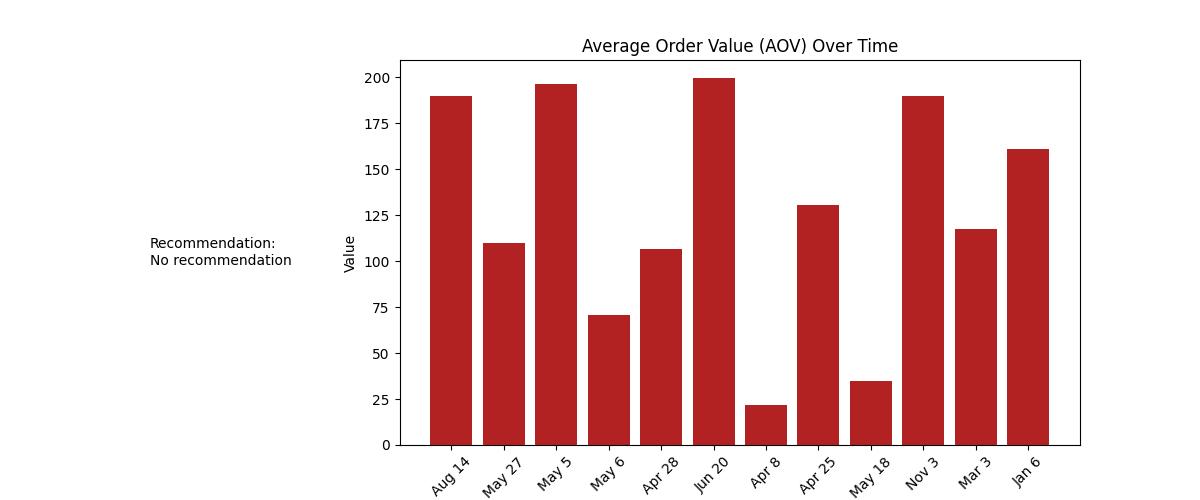 Average Order Value (AOV) Over Time
Recommendation:
No recommendation
Value
200
175
150
125
100
75
50
25
0
Aug 14
May 27
May 5
May 6
Apr 28
Jun 20
Apr 8
Apr 25
May 18
Nov 3
Mar 3
Jan 6